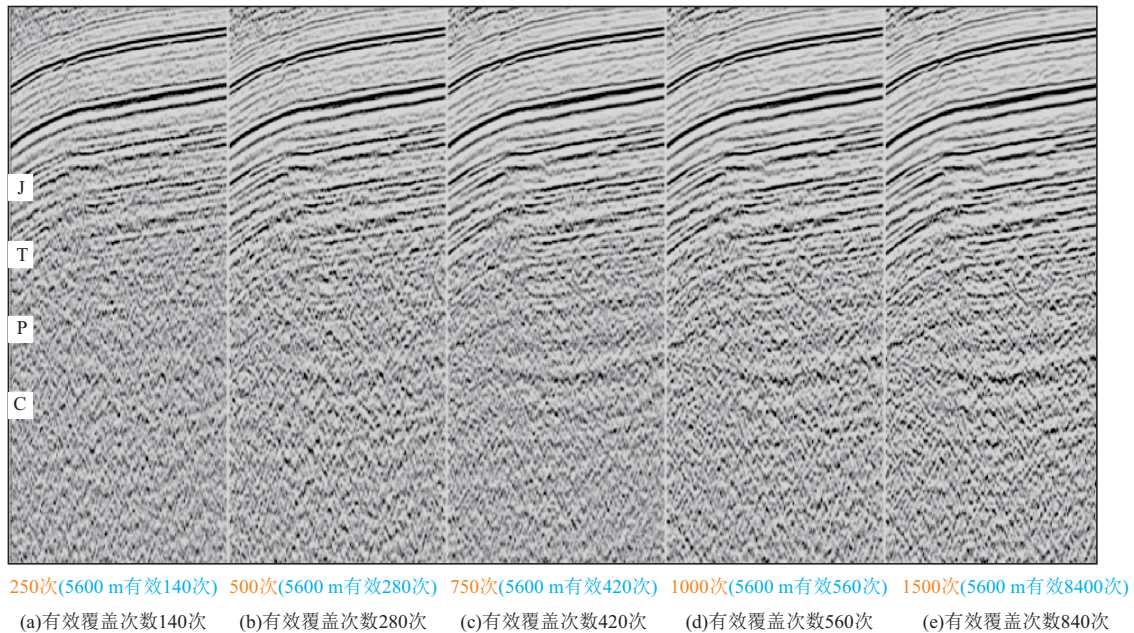 J
T
P
C
250次(5600 m有效140次) 500次(5600 m有效280次) 750次(5600 m有效420次) 1000次(5600 m有效560次) 1500次(5600 m有效8400次)
(a)有效覆盖次数140次 (b)有效覆盖次数280次 (c)有效覆盖次数420次 (d)有效覆盖次数560次 (e)有效覆盖次数840次